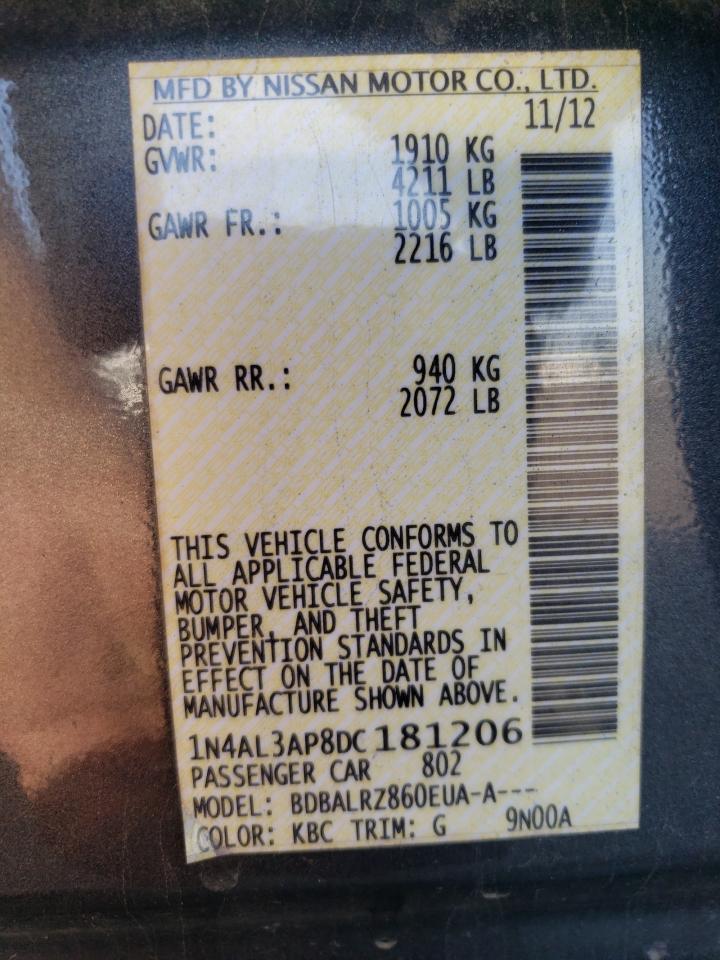 MFD BY NISSAN MOTOR CO., LTD.
DATE: 11/12
GVWR: 1910 KG
4211 LB
GAWR FR.: 1005 KG
2216 LB
GAWR RR.: 940 KG
2072 LB
THIS VEHICLE CONFORMS TO
ALL APPLICABLE FEDERAL
MOTOR VEHICLE SAFETY,
BUMPER, AND THEFT
PREVENTION STANDARDS IN
EFFECT ON THE DATE OF
MANUFACTURE SHOWN ABOVE.
1N4AL3AP8DC181206
PASSENGER CAR 802
MODEL: BDBALRZ860EUA-A---
COLOR: KBC TRIM: G 9N00A